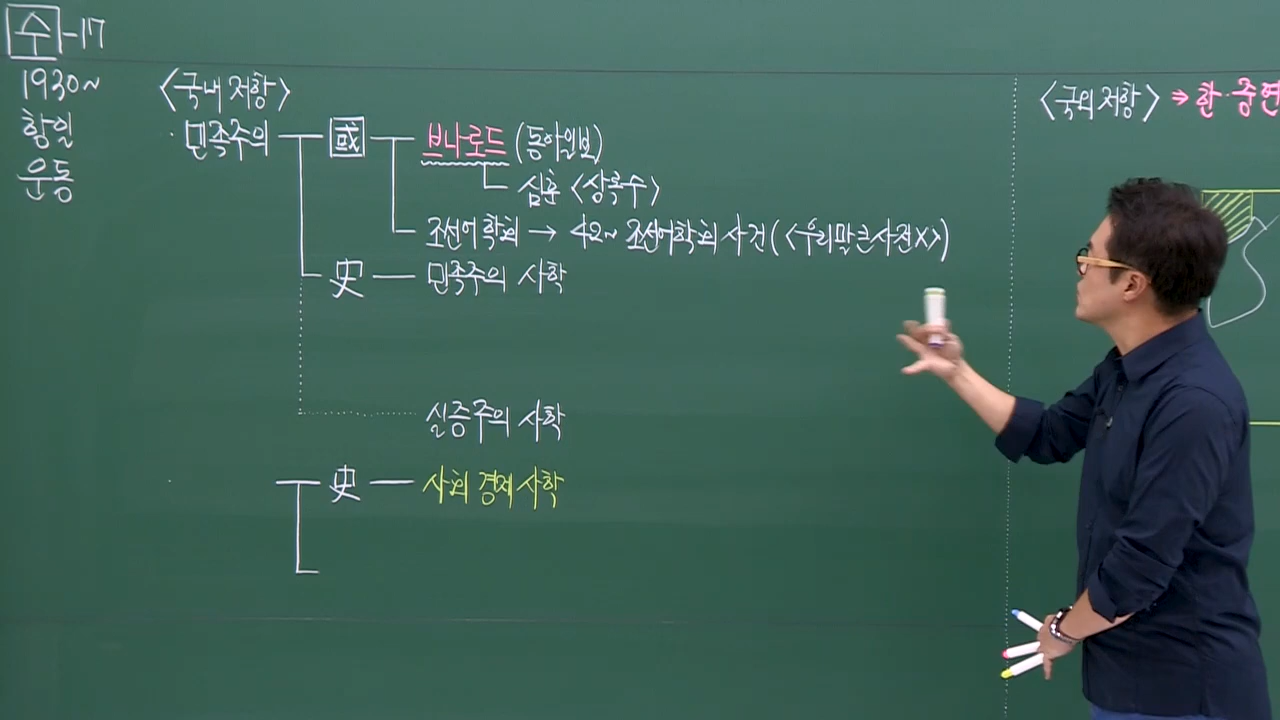 수-17
1930~
항일
운동
<국내 저항>
· 민족주의 國 브나로드 (동아일보)
심훈 <상록수>
조선어 학회 → 42~ 조선어학회 사건(<우리말 큰 사전X>)
史 민족주의 사학
실증주의 사학
史 사회 경제 사학
<국외 저항> → 한·중연